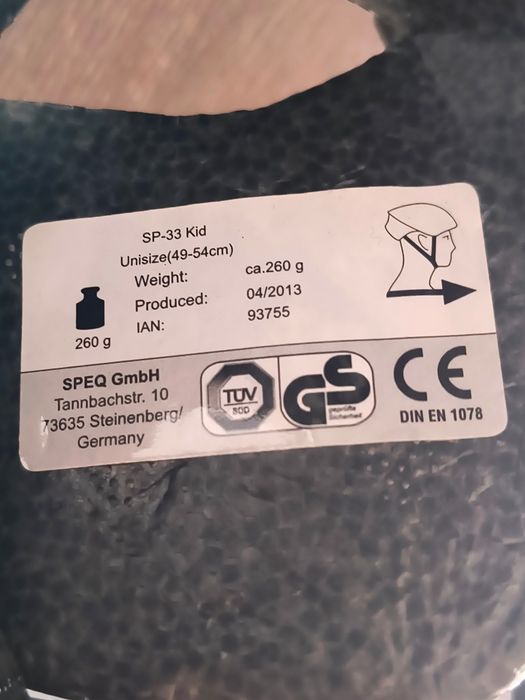 SP-33 Kid
Unisize(49-54cm)
Weight: ca.260 g
Produced: 04/2013
IAN: 93755
260 g
SPEQ GmbH
Tannbachstr. 10
73635 Steinenberg/
Germany
TÜV
SÜD
GS
geprüfte
Sicherheit
CE
DIN EN 1078